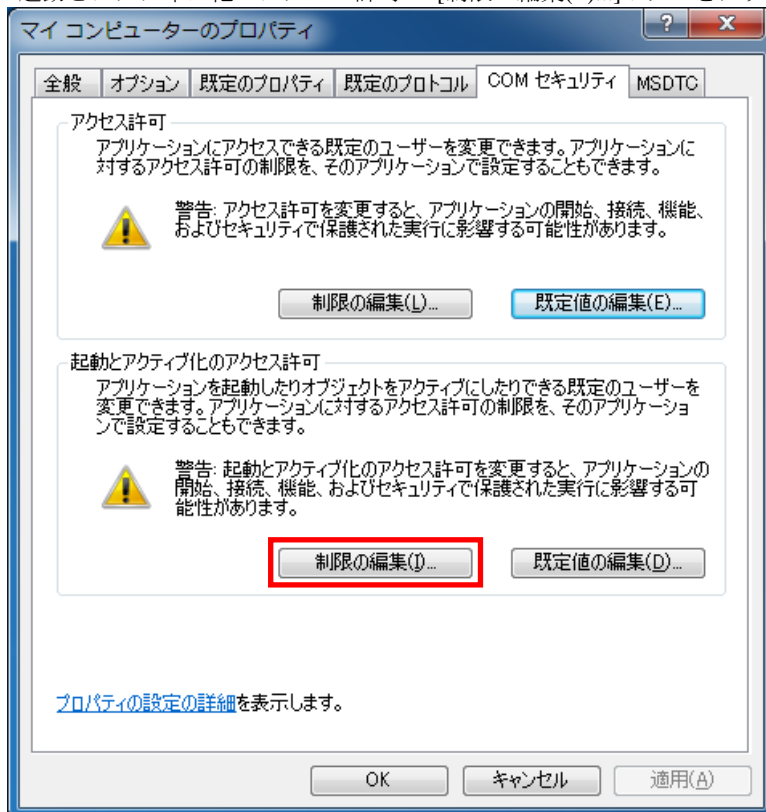 マイ コンピューターのプロパティ
全般 オプション 既定のプロパティ 既定のプロトコル COM セキュリティ MSDTC
アクセス許可
アプリケーションにアクセスできる既定のユーザーを変更できます。アプリケーションに
対するアクセス許可の制限を、そのアプリケーションで設定することもできます。
警告: アクセス許可を変更すると、アプリケーションの開始、接続、機能、
およびセキュリティで保護された実行に影響する可能性があります。
制限の編集(L)... 既定値の編集(E)...
起動とアクティブ化のアクセス許可
アプリケーションを起動したりオブジェクトをアクティブにしたりできる既定のユーザーを
変更できます。アプリケーションに対するアクセス許可の制限を、そのアプリケーショ
ンで設定することもできます。
警告: 起動とアクティブ化のアクセス許可を変更すると、アプリケーションの
開始、接続、機能、およびセキュリティで保護された実行に影響する可
能性があります。
制限の編集(I)... 既定値の編集(D)...
プロパティの設定の詳細を表示します。
OK キャンセル 適用(A)